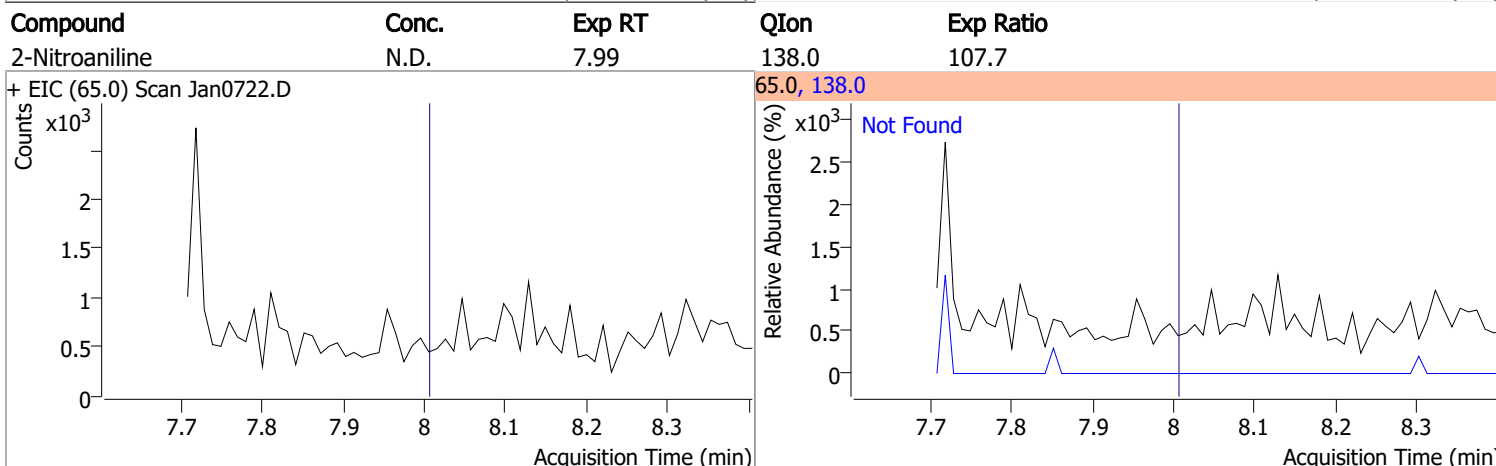 Compound Conc. Exp RT QIon Exp Ratio
2-Nitroaniline N.D. 7.99 138.0 107.7
+ EIC (65.0) Scan Jan0722.D
Counts
x10³
2
1.5
1
0.5
0
7.7 7.8 7.9 8 8.1 8.2 8.3
Acquisition Time (min)
65.0, 138.0
Relative Abundance (%)
x10³
Not Found
2.5
2
1.5
1
0.5
0
7.7 7.8 7.9 8 8.1 8.2 8.3
Acquisition Time (min)